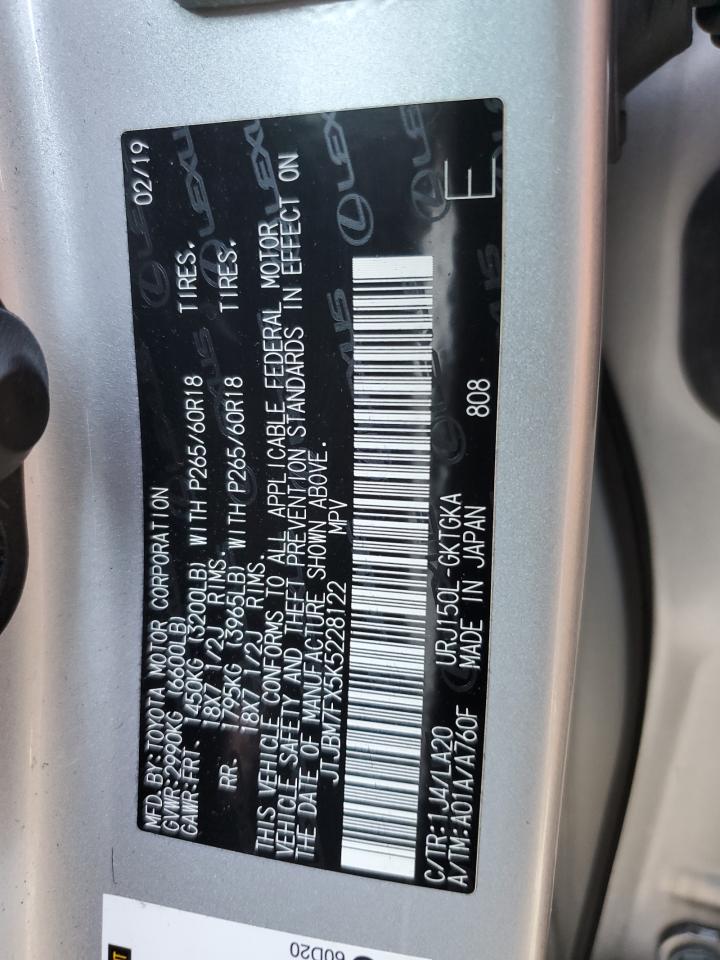 MFD.BY:TOYOTA MOTOR CORPORATION 02/19
GVWR:2990KG (6600LB)
GAWR:FRT. 1450KG (3200LB) WITH P265/60R18 TIRES.
18X7 1/2J RIMS.
RR. 1795KG (3965LB) WITH P265/60R18 TIRES.
18X7 1/2J RIMS.
THIS VEHICLE CONFORMS TO ALL APPLICABLE FEDERAL MOTOR
VEHICLE SAFETY AND THEFT PREVENTION STANDARDS IN EFFECT ON
THE DATE OF MANUFACTURE SHOWN ABOVE.
JTJBM7FX5K5228122 MPV
C/TR:1J4/LA20 URJ150L-GKTGKA 808
A/TM:A01A/A760F MADE IN JAPAN E
LEXUS
60D20